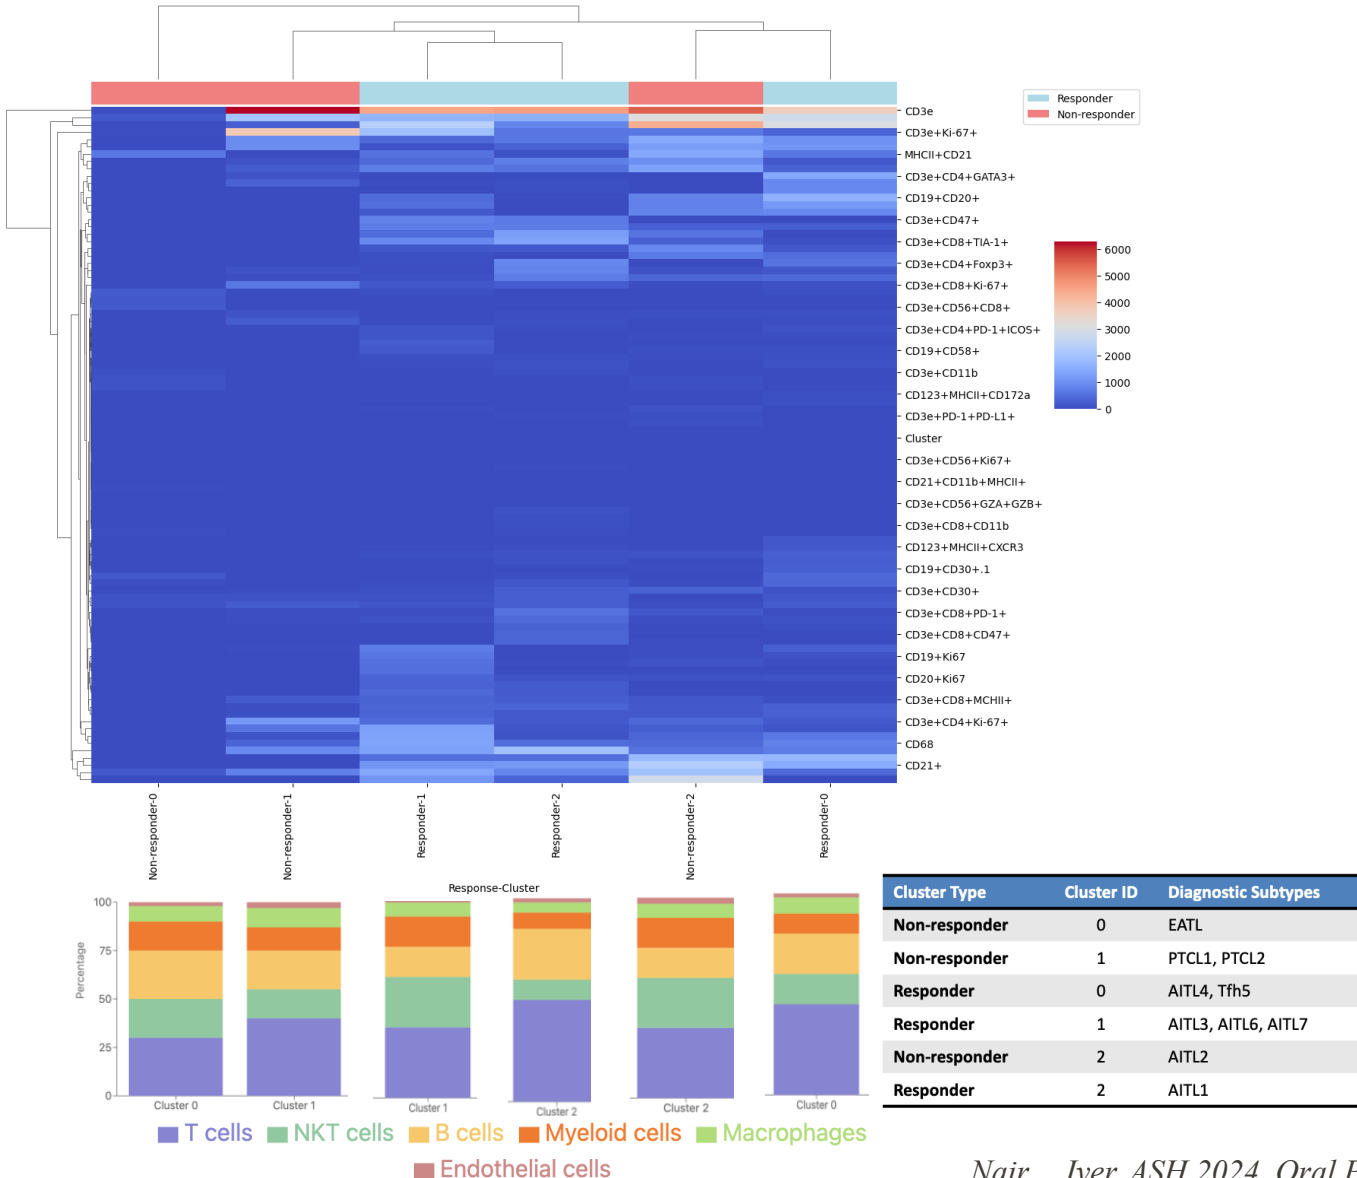 Responder
Non-responder
CD3e
CD3e+Ki-67+
MHCII+CD21
CD3e+CD4+GATA3+
CD19+CD20+
CD3e+CD47+
CD3e+CD8+TIA-1+
CD3e+CD4+Foxp3+
CD3e+CD8+Ki-67+
CD3e+CD56+CD8+
CD3e+CD4+PD-1+ICOS+
CD19+CD58+
CD3e+CD11b
CD123+MHCII+CD172a
CD3e+PD-1+PD-L1+
Cluster
CD3e+CD56+Ki67+
CD21+CD11b+MHCII+
CD3e+CD56+GZA+GZB+
CD3e+CD8+CD11b
CD123+MHCII+CXCR3
CD19+CD30+.1
CD3e+CD30+
CD3e+CD8+PD-1+
CD3e+CD8+CD47+
CD19+Ki67
CD20+Ki67
CD3e+CD8+MCHII+
CD3e+CD4+Ki-67+
CD68
CD21+
6000
5000
4000
3000
2000
1000
0
Non-responder-0
Non-responder-1
Responder-1
Responder-2
Non-responder-2
Responder-0
Response-Cluster
Percentage
100
75
50
25
0
Cluster 0
Cluster 1
Cluster 1
Cluster 2
Cluster 2
Cluster 0
T cells NKT cells B cells Myeloid cells Macrophages
Endothelial cells
Cluster Type Cluster ID Diagnostic Subtypes
Non-responder 0 EATL
Non-responder 1 PTCL1, PTCL2
Responder 0 AITL4, Tfh5
Responder 1 AITL3, AITL6, AITL7
Non-responder 2 AITL2
Responder 2 AITL1
Nair... Iyer, ASH 2024, Oral